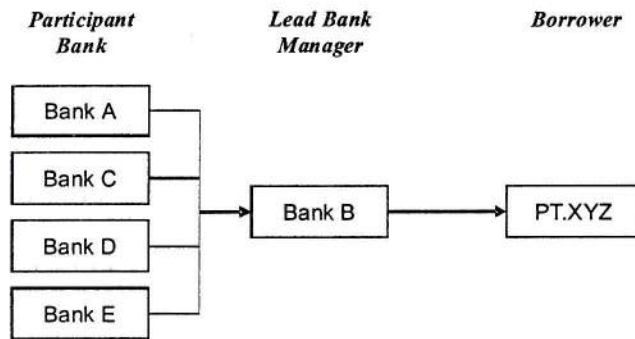 Participant
Bank
Lead Bank
Manager
Borrower
Bank A
Bank C
Bank D
Bank E
Bank B
PT.XYZ